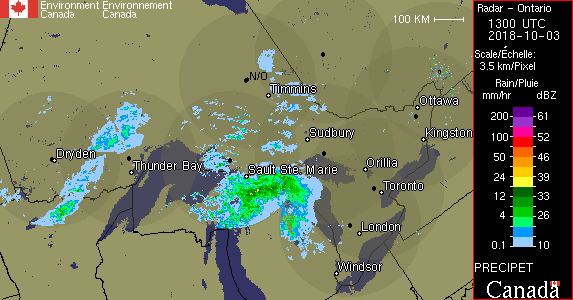 Environment Environnement
Canada Canada
100 KM
N/O
Timmins
Ottawa
Sudbury
Kingston
Dryden
Thunder Bay
Sault Ste. Marie
Orillia
Toronto
London
Windsor
Radar - Ontario
1300 UTC
2018-10-03
Scale/Échelle:
3.5 km/Pixel
Rain/Pluie
mm/hr dBZ
200 61
100 52
50 46
24 39
12 33
4 26
0.1 10
PRECIPET
Canada